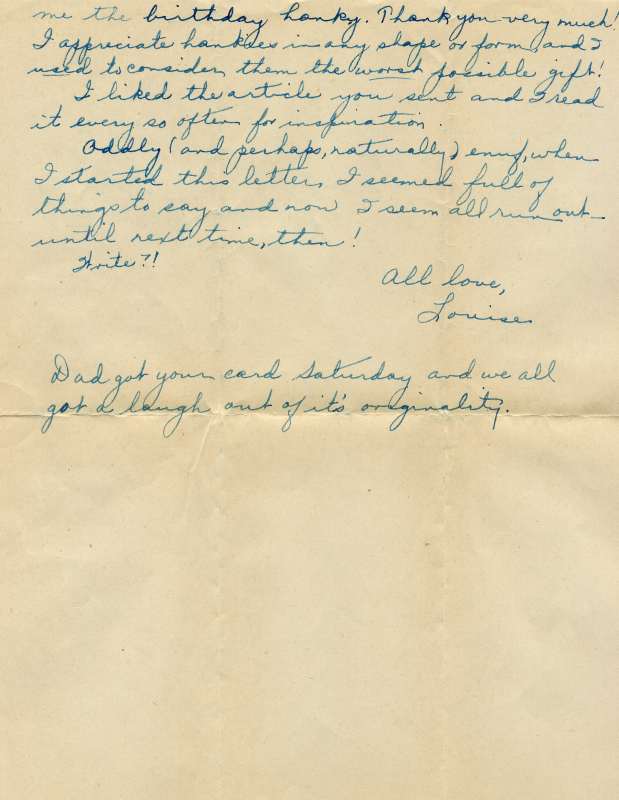 me the birthday hanky. Thank you very much!
I appreciate hankies in any shape or form, and I
used to consider them the worst possible gift!
I liked the article you sent and I read
it every so often for inspiration.
Oddly (and perhaps, naturally) enuf, when
I started this letter, I seemed full of
things to say and now I seem all run out—
until next time, then!
Write?!
All love,
Louise
Dad got your card Saturday and we all
got a laugh out of it's originality.